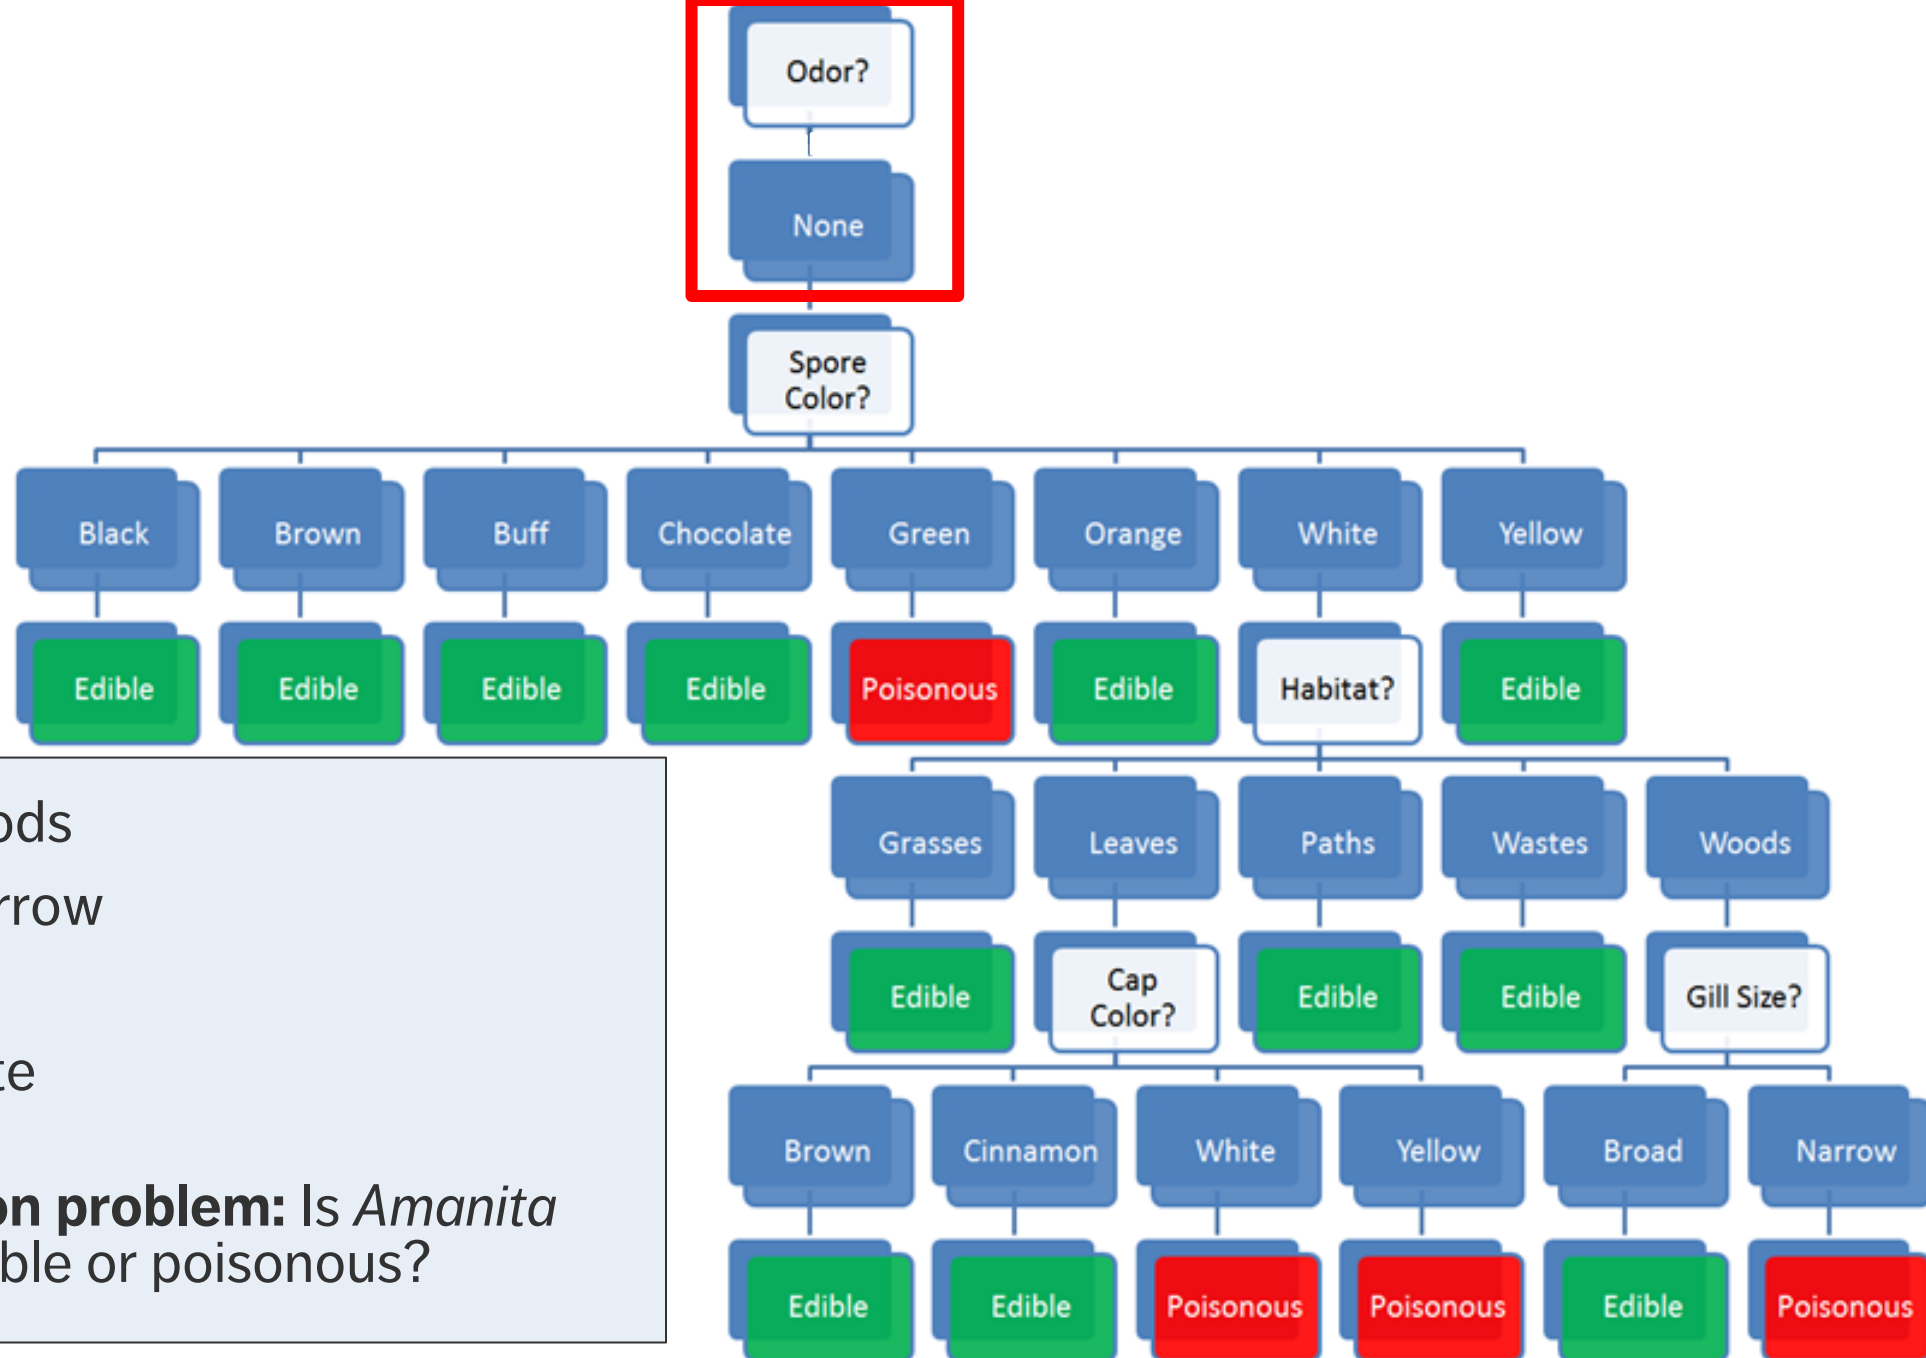 Odor?
None
Spore
Color?
Black Brown Buff Chocolate Green Orange White Yellow
Edible Edible Edible Edible Poisonous Edible Habitat? Edible
Grasses Leaves Paths Wastes Woods
Edible Cap Color? Edible Edible Gill Size?
Brown Cinnamon White Yellow Broad Narrow
Edible Edible Poisonous Poisonous Edible Poisonous
ods
rrow
te
on problem: Is Amanita
ble or poisonous?